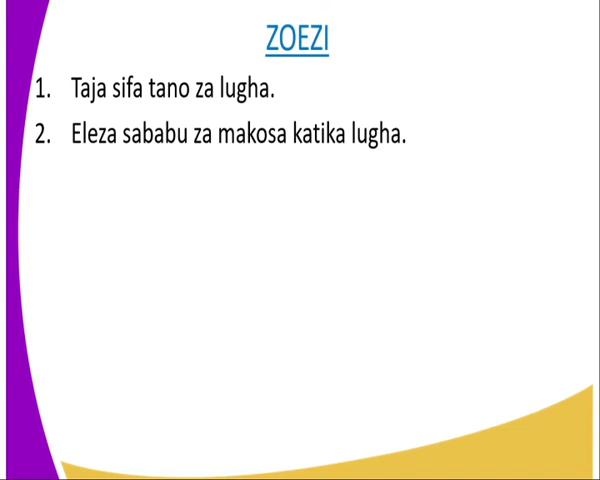 ZOEZI
1. Taja sifa tano za lugha.
2. Eleza sababu za makosa katika lugha.